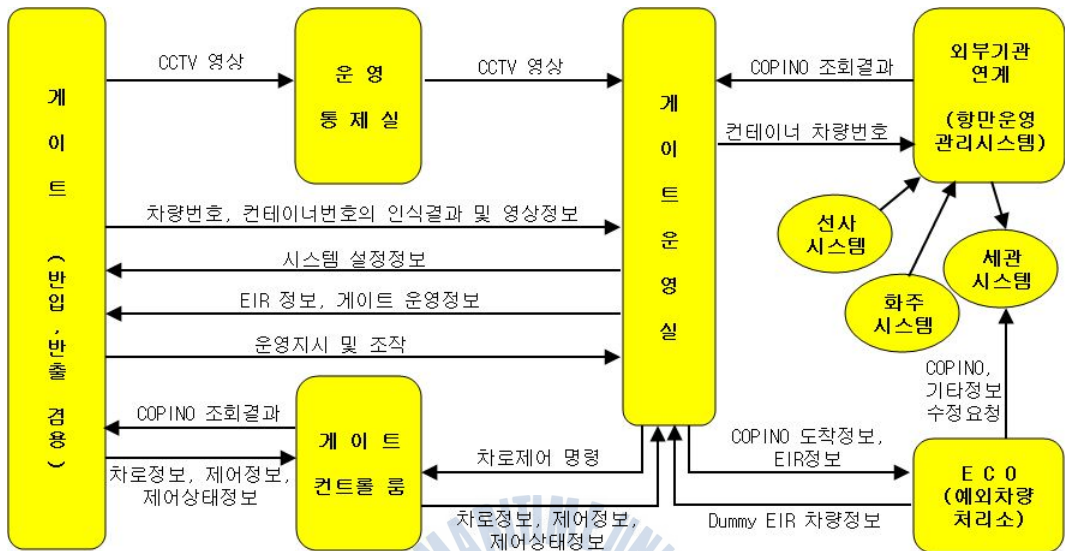 게 이 트 (반입,반출 겸용)
CCTV 영상
운 영
통 제 실
CCTV 영상
게 이 트 운 영 실
COPINO 조회결과
컨테이너 차량번호
외부기관
연계
(항만운영
관리시스템)
선사
시스템
화주
시스템
세관
시스템
차량번호, 컨테이너번호의 인식결과 및 영상정보
시스템 설정정보
EIR 정보, 게이트 운영정보
운영지시 및 조작
COPINO 조회결과
차로정보, 제어정보,
제어상태정보
게 이 트
컨트롤 룸
차로제어 명령
차로정보, 제어정보,
제어상태정보
COPINO 도착정보,
EIR정보
Dummy EIR 차량정보
COPINO,
기타정보
수정요청
E C O
(예외차량
처리소)